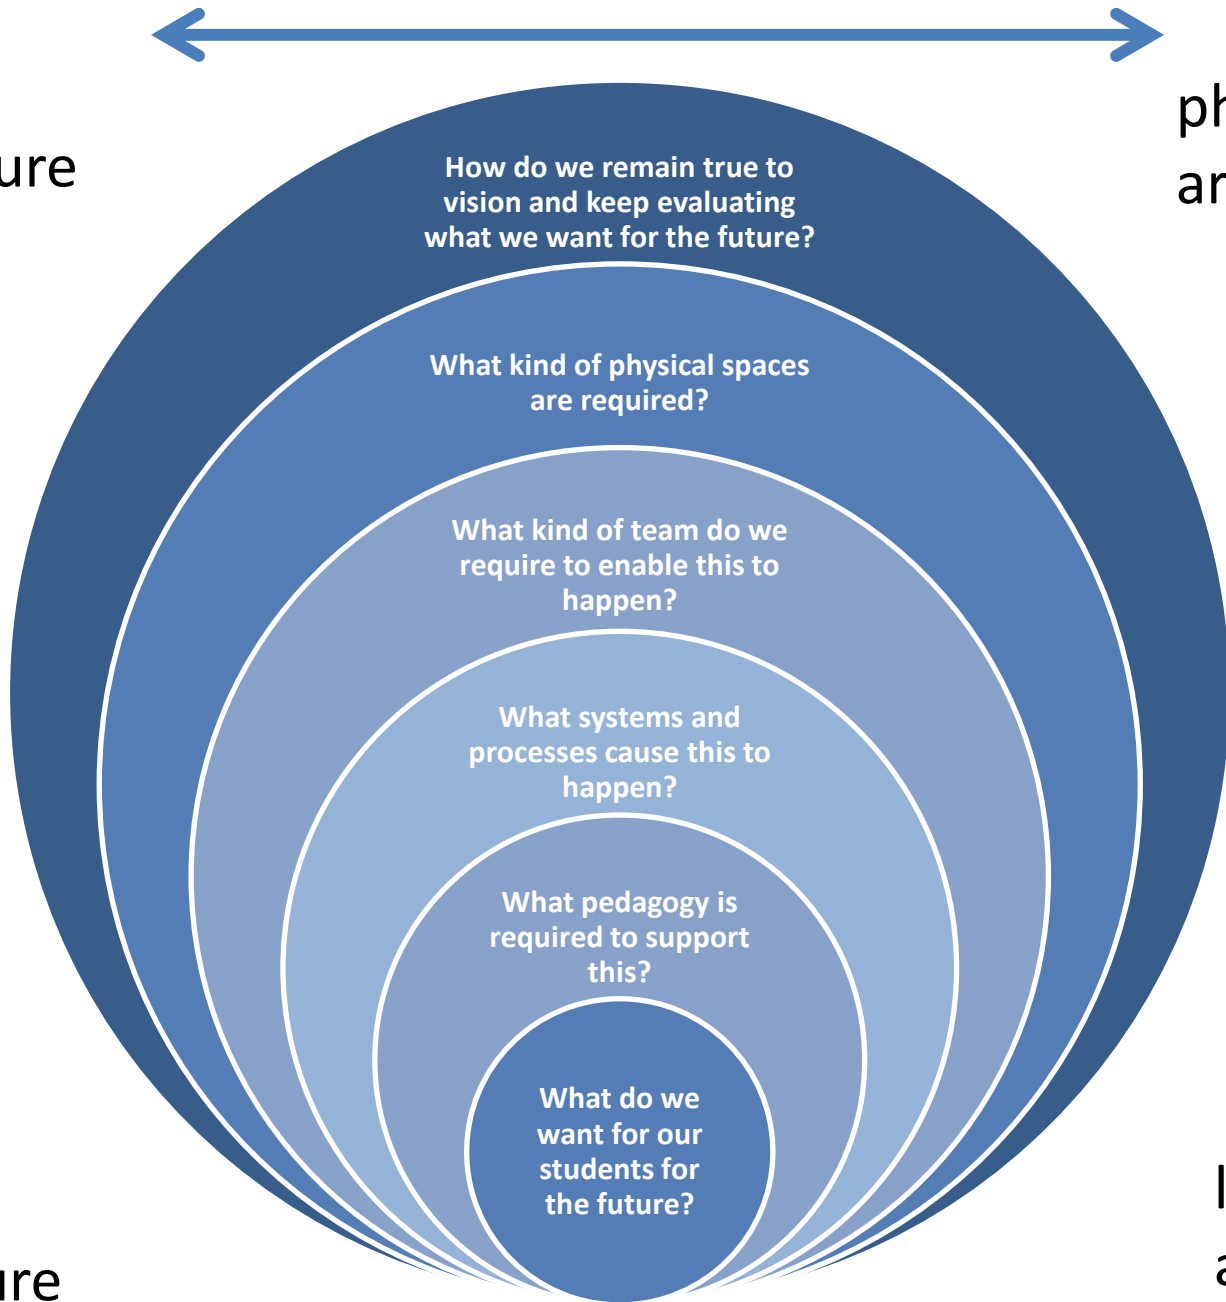 How do we remain true to
vision and keep evaluating
what we want for the future?
What kind of physical spaces
are required?
What kind of team do we
require to enable this to
happen?
What systems and
processes cause this to
happen?
What pedagogy is
required to support
this?
What do we
want for our
students for
the future?